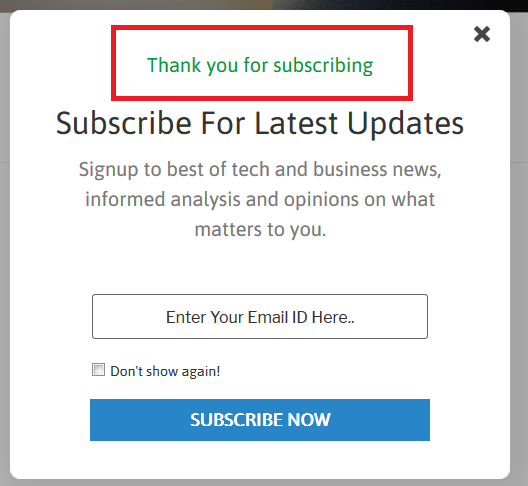 Thank you for subscribing
Subscribe For Latest Updates
Signup to best of tech and business news,
informed analysis and opinions on what
matters to you.
Enter Your Email ID Here..
Don't show again!
SUBSCRIBE NOW